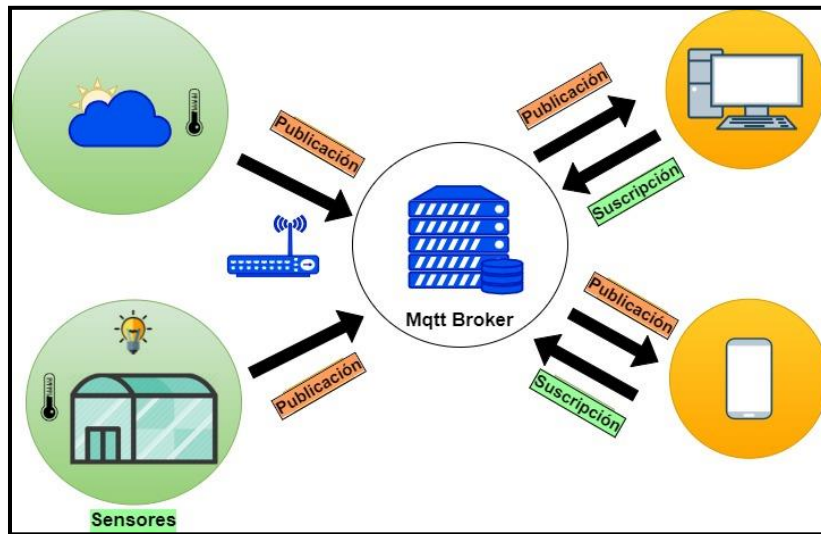 Publicación
Publicación
Suscripción
Mqtt Broker
Publicación
Publicación
Suscripción
Sensores